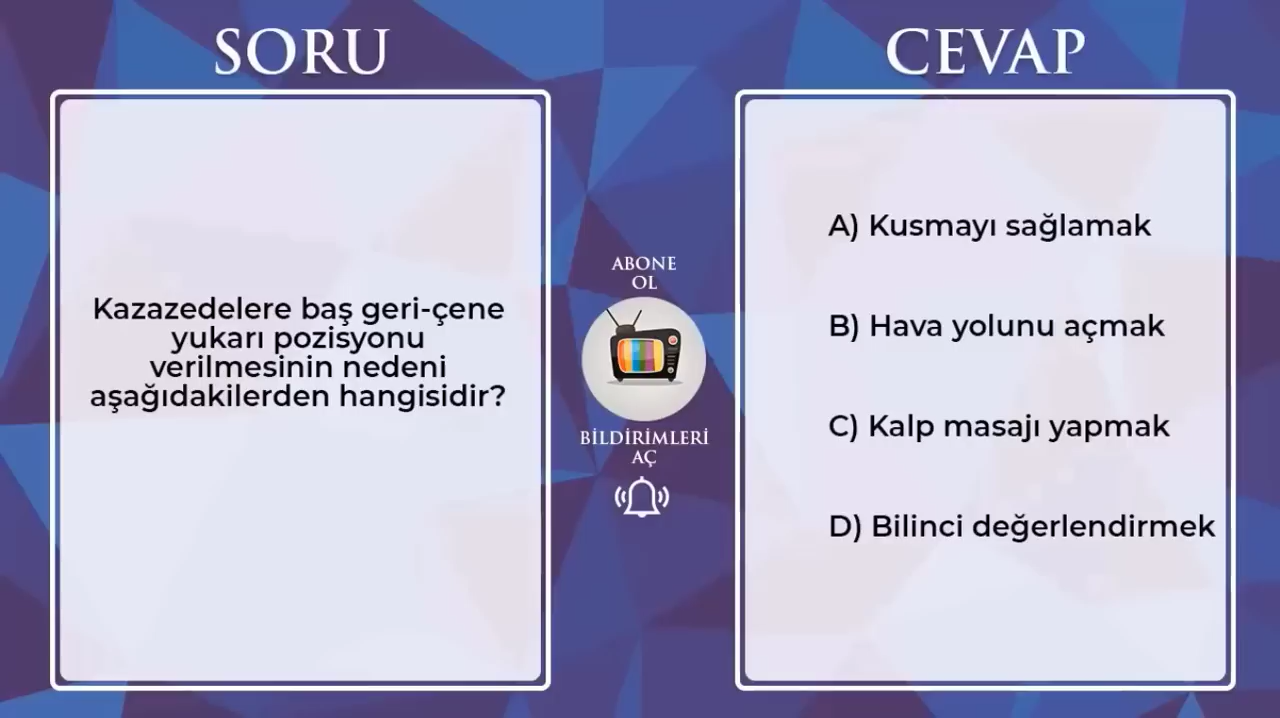 SORU
Kazazedelere baş geri-çene
yukarı pozisyonu
verilmesinin nedeni
aşağıdakilerden hangisidir?
ABONE
OL
BİLDİRİMLERİ
AÇ
CEVAP
A) Kusmayı sağlamak
B) Hava yolunu açmak
C) Kalp masajı yapmak
D) Bilinci değerlendirmek